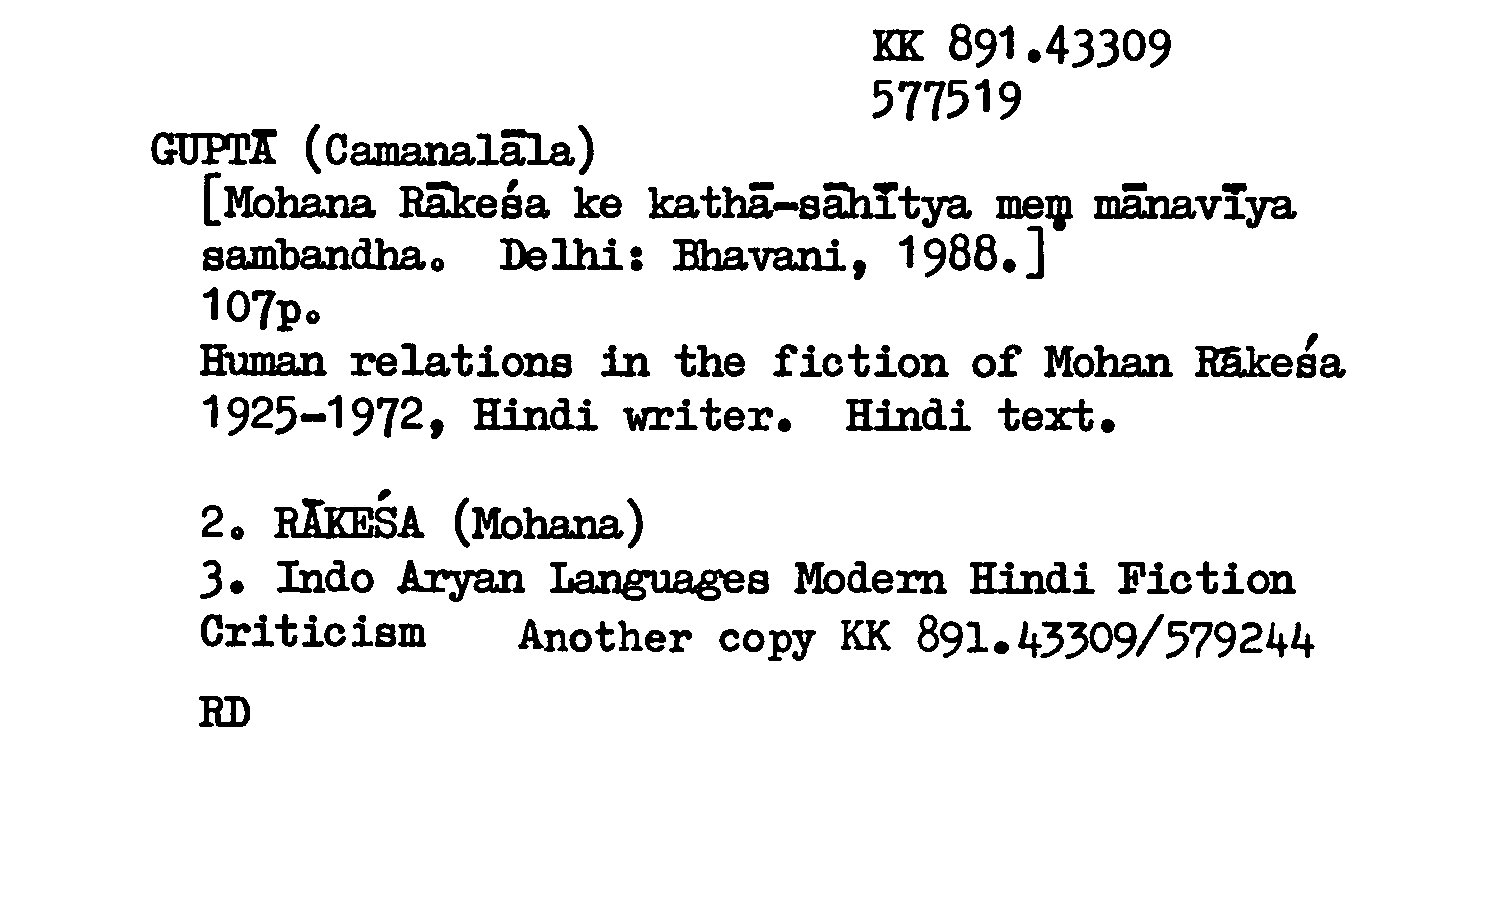 KK 891.43309
577519
GUPTĀ (Camanalāla)
[Mohana Rākeśa ke kathā-sāhītya meṃ mānavīya
sambandha. Delhi: Bhavani, 1988.]
107p.
Human relations in the fiction of Mohan Rākeśa
1925-1972, Hindi writer. Hindi text.
2. RĀKEŚA (Mohana)
3. Indo Aryan Languages Modern Hindi Fiction
Criticism Another copy KK 891.43309/579244
RD